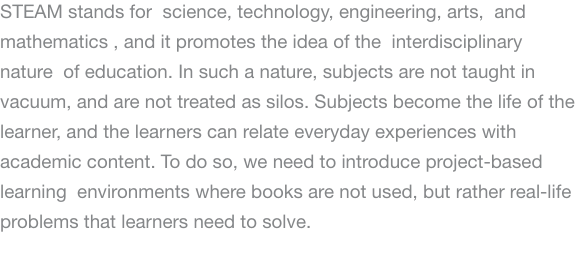 STEAM stands for  science, technology, engineering, arts,  and
mathematics , and it promotes the idea of the  interdisciplinary
nature  of education. In such a nature, subjects are not taught in
vacuum, and are not treated as silos. Subjects become the life of the
learner, and the learners can relate everyday experiences with
academic content. To do so, we need to introduce project-based
learning  environments where books are not used, but rather real-life
problems that learners need to solve.